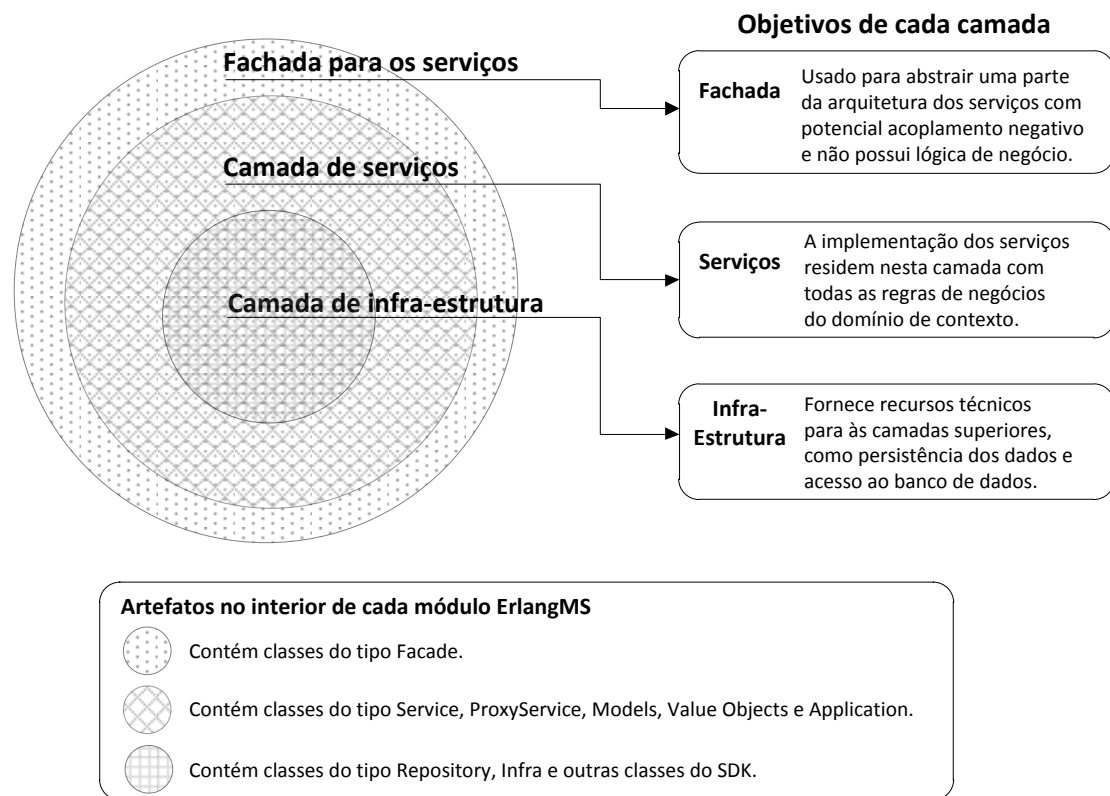 Objetivos de cada camada
Fachada para os serviços
Camada de serviços
Camada de infra-estrutura
Fachada
Usado para abstrair uma parte
da arquitetura dos serviços com
potencial acoplamento negativo
e não possui lógica de negócio.
Serviços
A implementação dos serviços
residem nesta camada com
todas as regras de negócios
do domínio de contexto.
Infra-
Estrutura
Fornece recursos técnicos
para às camadas superiores,
como persistência dos dados e
acesso ao banco de dados.
Artefatos no interior de cada módulo ErlangMS
Contém classes do tipo Facade.
Contém classes do tipo Service, ProxyService, Models, Value Objects e Application.
Contém classes do tipo Repository, Infra e outras classes do SDK.